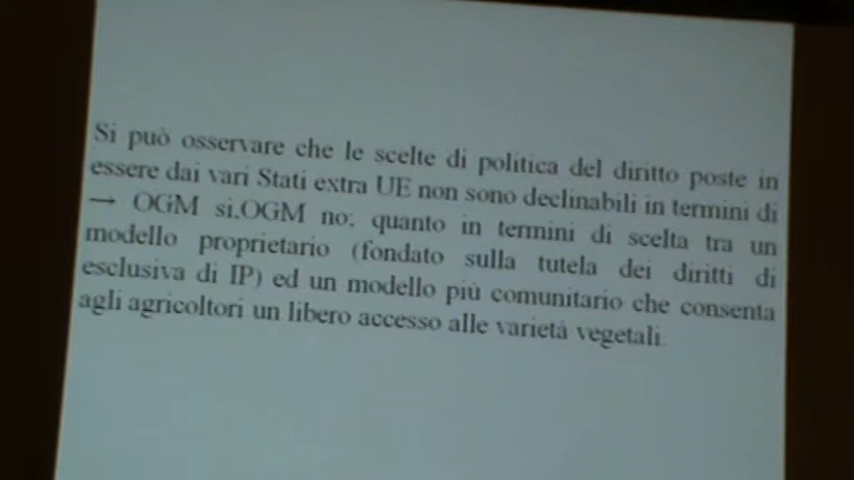 Si può osservare che le scelte di politica del diritto poste in
essere dai vari Stati extra UE non sono declinabili in termini di
→ OGM si,OGM no; quanto in termini di scelta tra un
modello proprietario (fondato sulla tutela dei diritti di
esclusiva di IP) ed un modello più comunitario che consenta
agli agricoltori un libero accesso alle varietà vegetali.